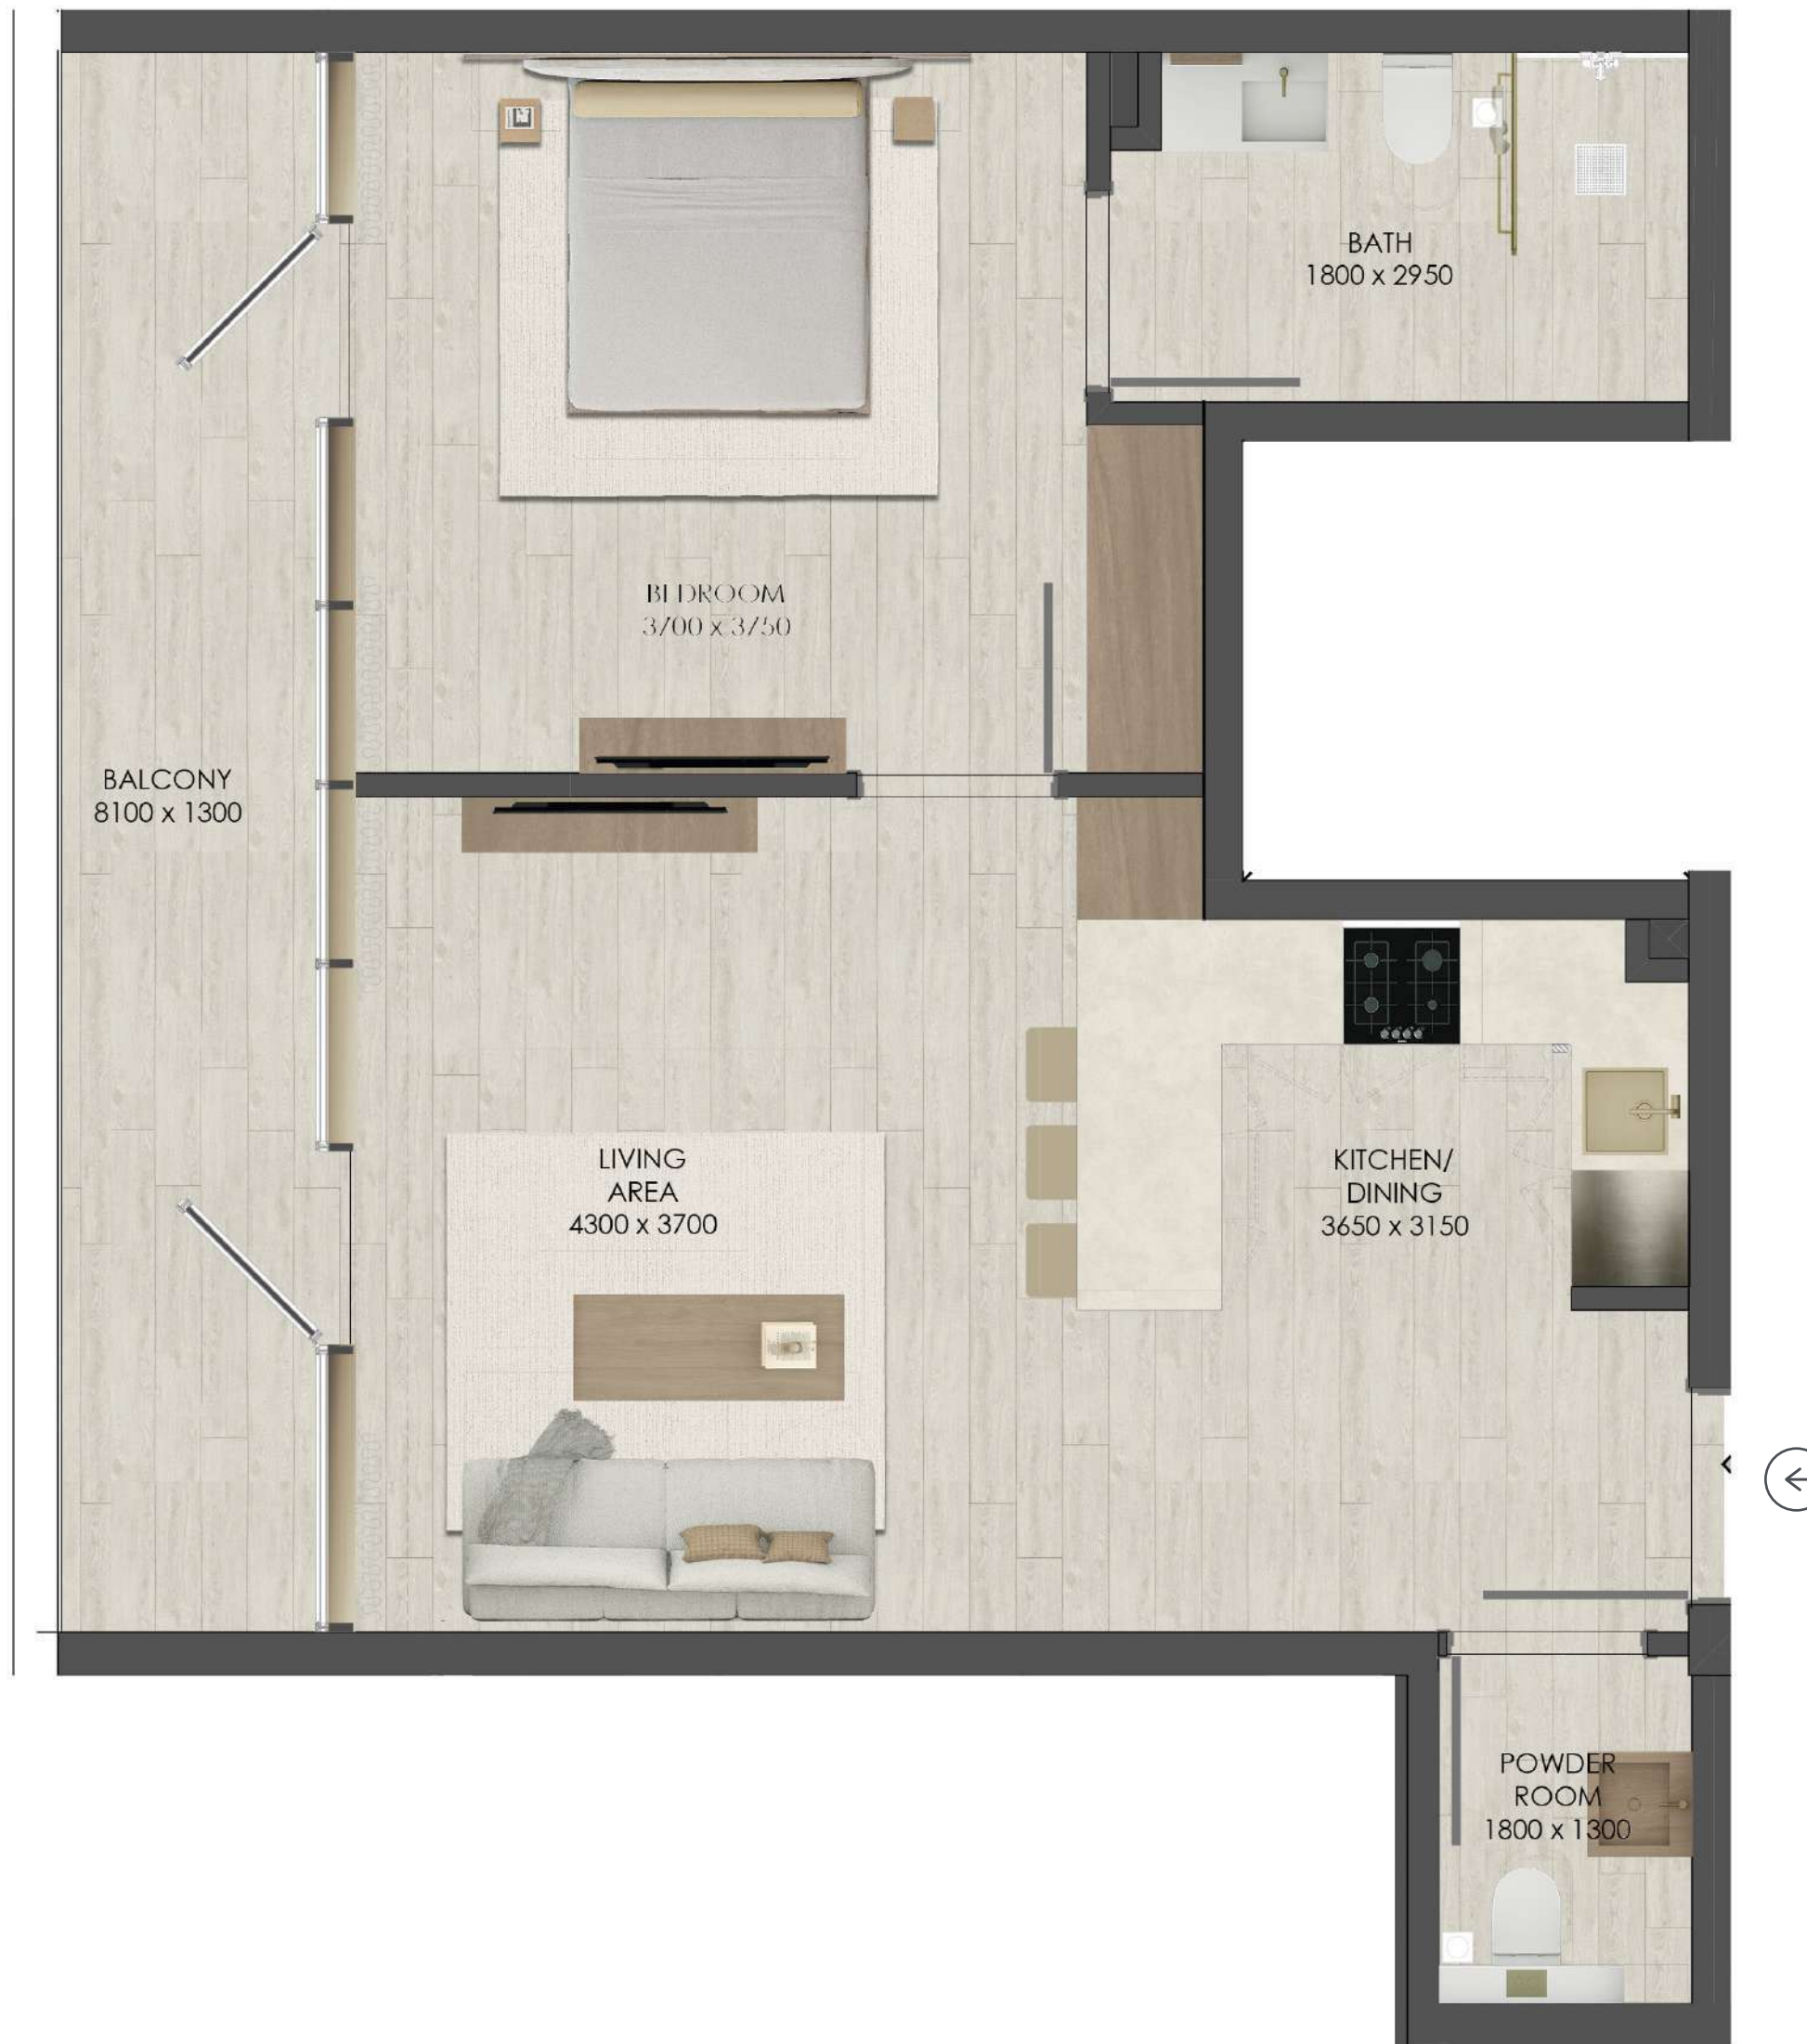 BATH
1800 x 2950
BEDROOM
3700 x 3750
BALCONY
8100 x 1300
LIVING
AREA
4300 x 3700
KITCHEN/
DINING
3650 x 3150
POWDER
ROOM
1800 x 1300